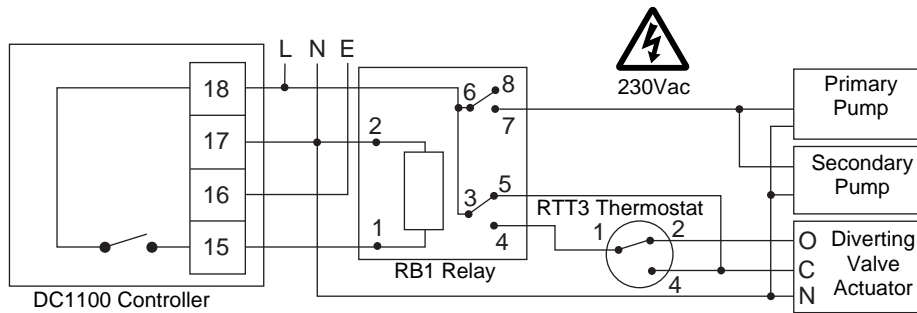 L N E
230Vac
18
17
16
15
DC1100 Controller
2
1
6
8
7
3
5
4
RB1 Relay
RTT3 Thermostat
1
2
4
Primary
Pump
Secondary
Pump
O
C
N
Diverting
Valve
Actuator